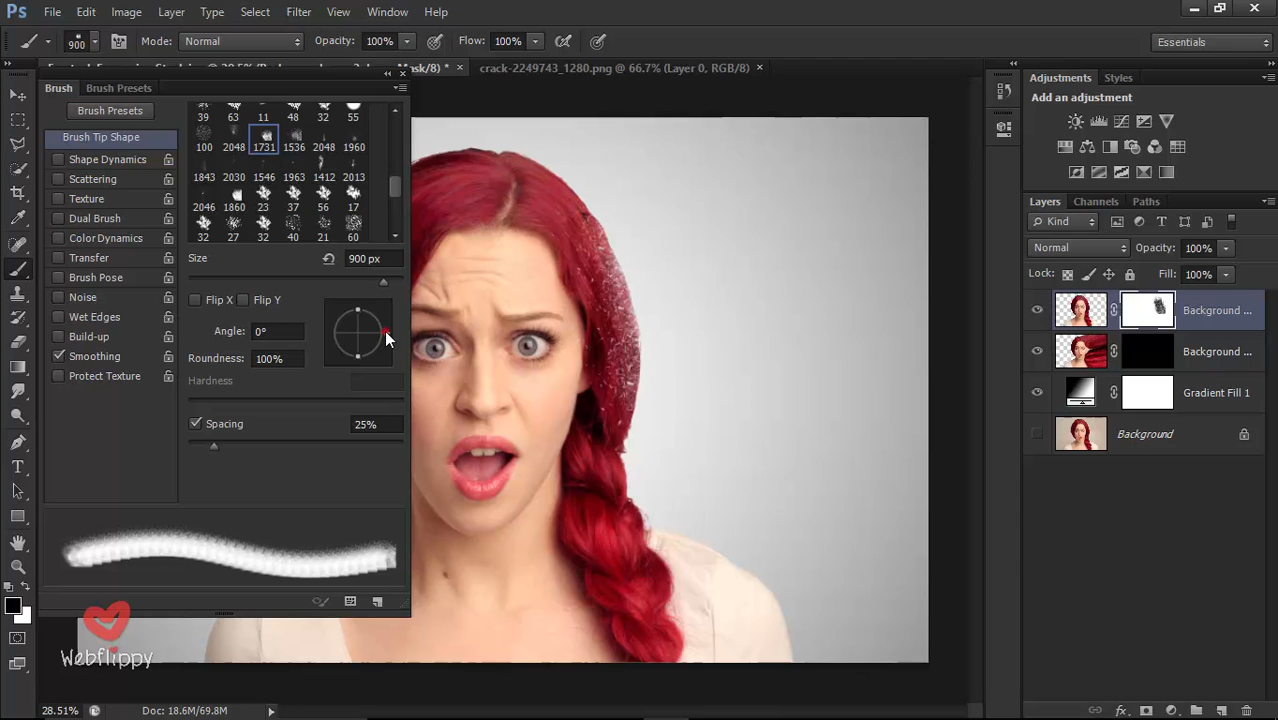 Ps File Edit Image Layer Type Select Filter 3D View Window Help
900 Mode: Normal Opacity: 100% Flow: 100% Essentials
Mask/8) * × crack-2249743_1280.png @ 66.7% (Layer 0, RGB/8) ×
Brush Brush Presets
Brush Presets
Brush Tip Shape
Shape Dynamics
Scattering
Texture
Dual Brush
Color Dynamics
Transfer
Brush Pose
Noise
Wet Edges
Build-up
Smoothing
Protect Texture
39 63 11 48 32 55
100 2048 1731 1536 2048 1960
1843 2030 1546 1963 1412 2013
2046 1860 23 37 56 17
32 27 32 40 21 60
Size 900 px
Flip X Flip Y
Angle: 0°
Roundness: 100%
Hardness
Spacing 25%
Webflippy
28.51% Doc: 18.6M/69.8M
Adjustments Styles
Add an adjustment
Layers Channels Paths
Kind
Normal Opacity: 100%
Lock: Fill: 100%
Background ...
Background ...
Gradient Fill 1
Background